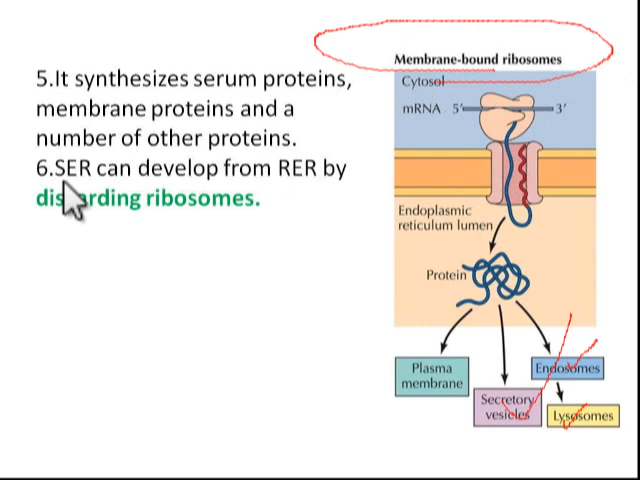 5.It synthesizes serum proteins,
membrane proteins and a
number of other proteins.
6.SER can develop from RER by
discarding ribosomes.
Membrane-bound ribosomes
Cytosol
mRNA 5′ 3′
Endoplasmic
reticulum lumen
Protein
Plasma
membrane
Secretory
vesicles
Endosomes
Lysosomes